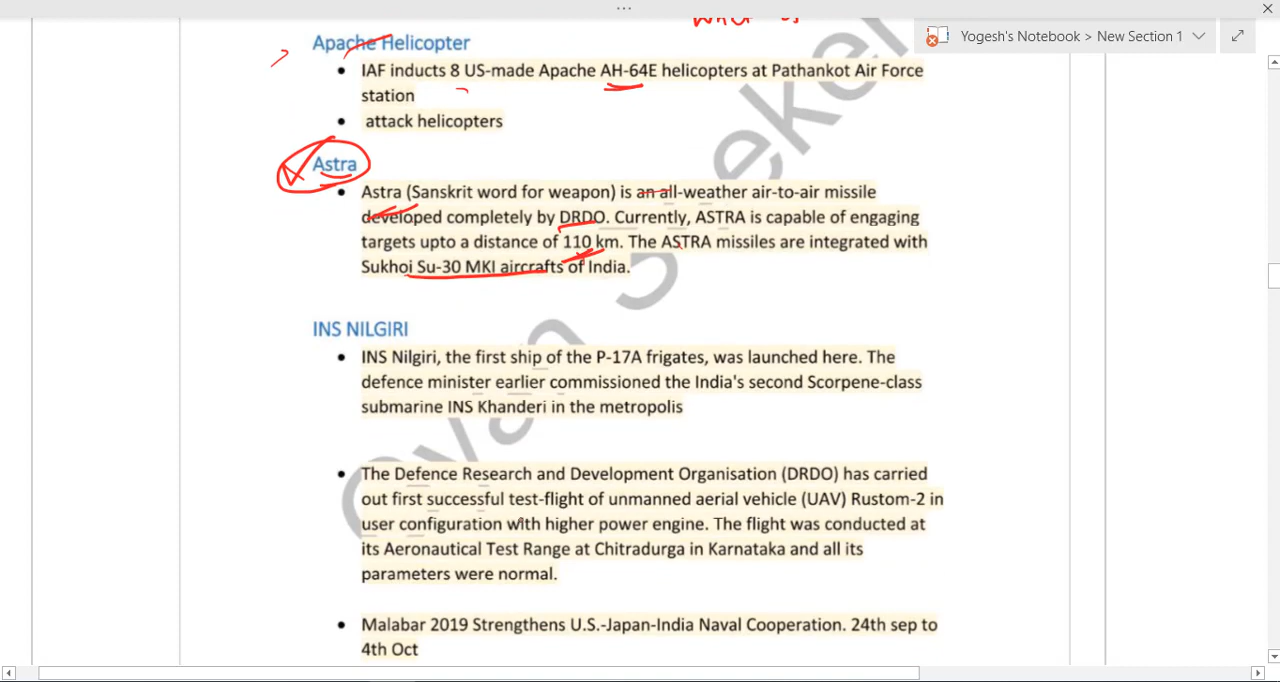 Yogesh's Notebook > New Section 1
Apache Helicopter
• IAF inducts 8 US-made Apache AH-64E helicopters at Pathankot Air Force
station
• attack helicopters
Astra
• Astra (Sanskrit word for weapon) is an all-weather air-to-air missile
developed completely by DRDO. Currently, ASTRA is capable of engaging
targets upto a distance of 110 km. The ASTRA missiles are integrated with
Sukhoi Su-30 MKI aircrafts of India.
INS NILGIRI
• INS Nilgiri, the first ship of the P-17A frigates, was launched here. The
defence minister earlier commissioned the India's second Scorpene-class
submarine INS Khanderi in the metropolis
• The Defence Research and Development Organisation (DRDO) has carried
out first successful test-flight of unmanned aerial vehicle (UAV) Rustom-2 in
user configuration with higher power engine. The flight was conducted at
its Aeronautical Test Range at Chitradurga in Karnataka and all its
parameters were normal.
• Malabar 2019 Strengthens U.S.-Japan-India Naval Cooperation. 24th sep to
4th Oct